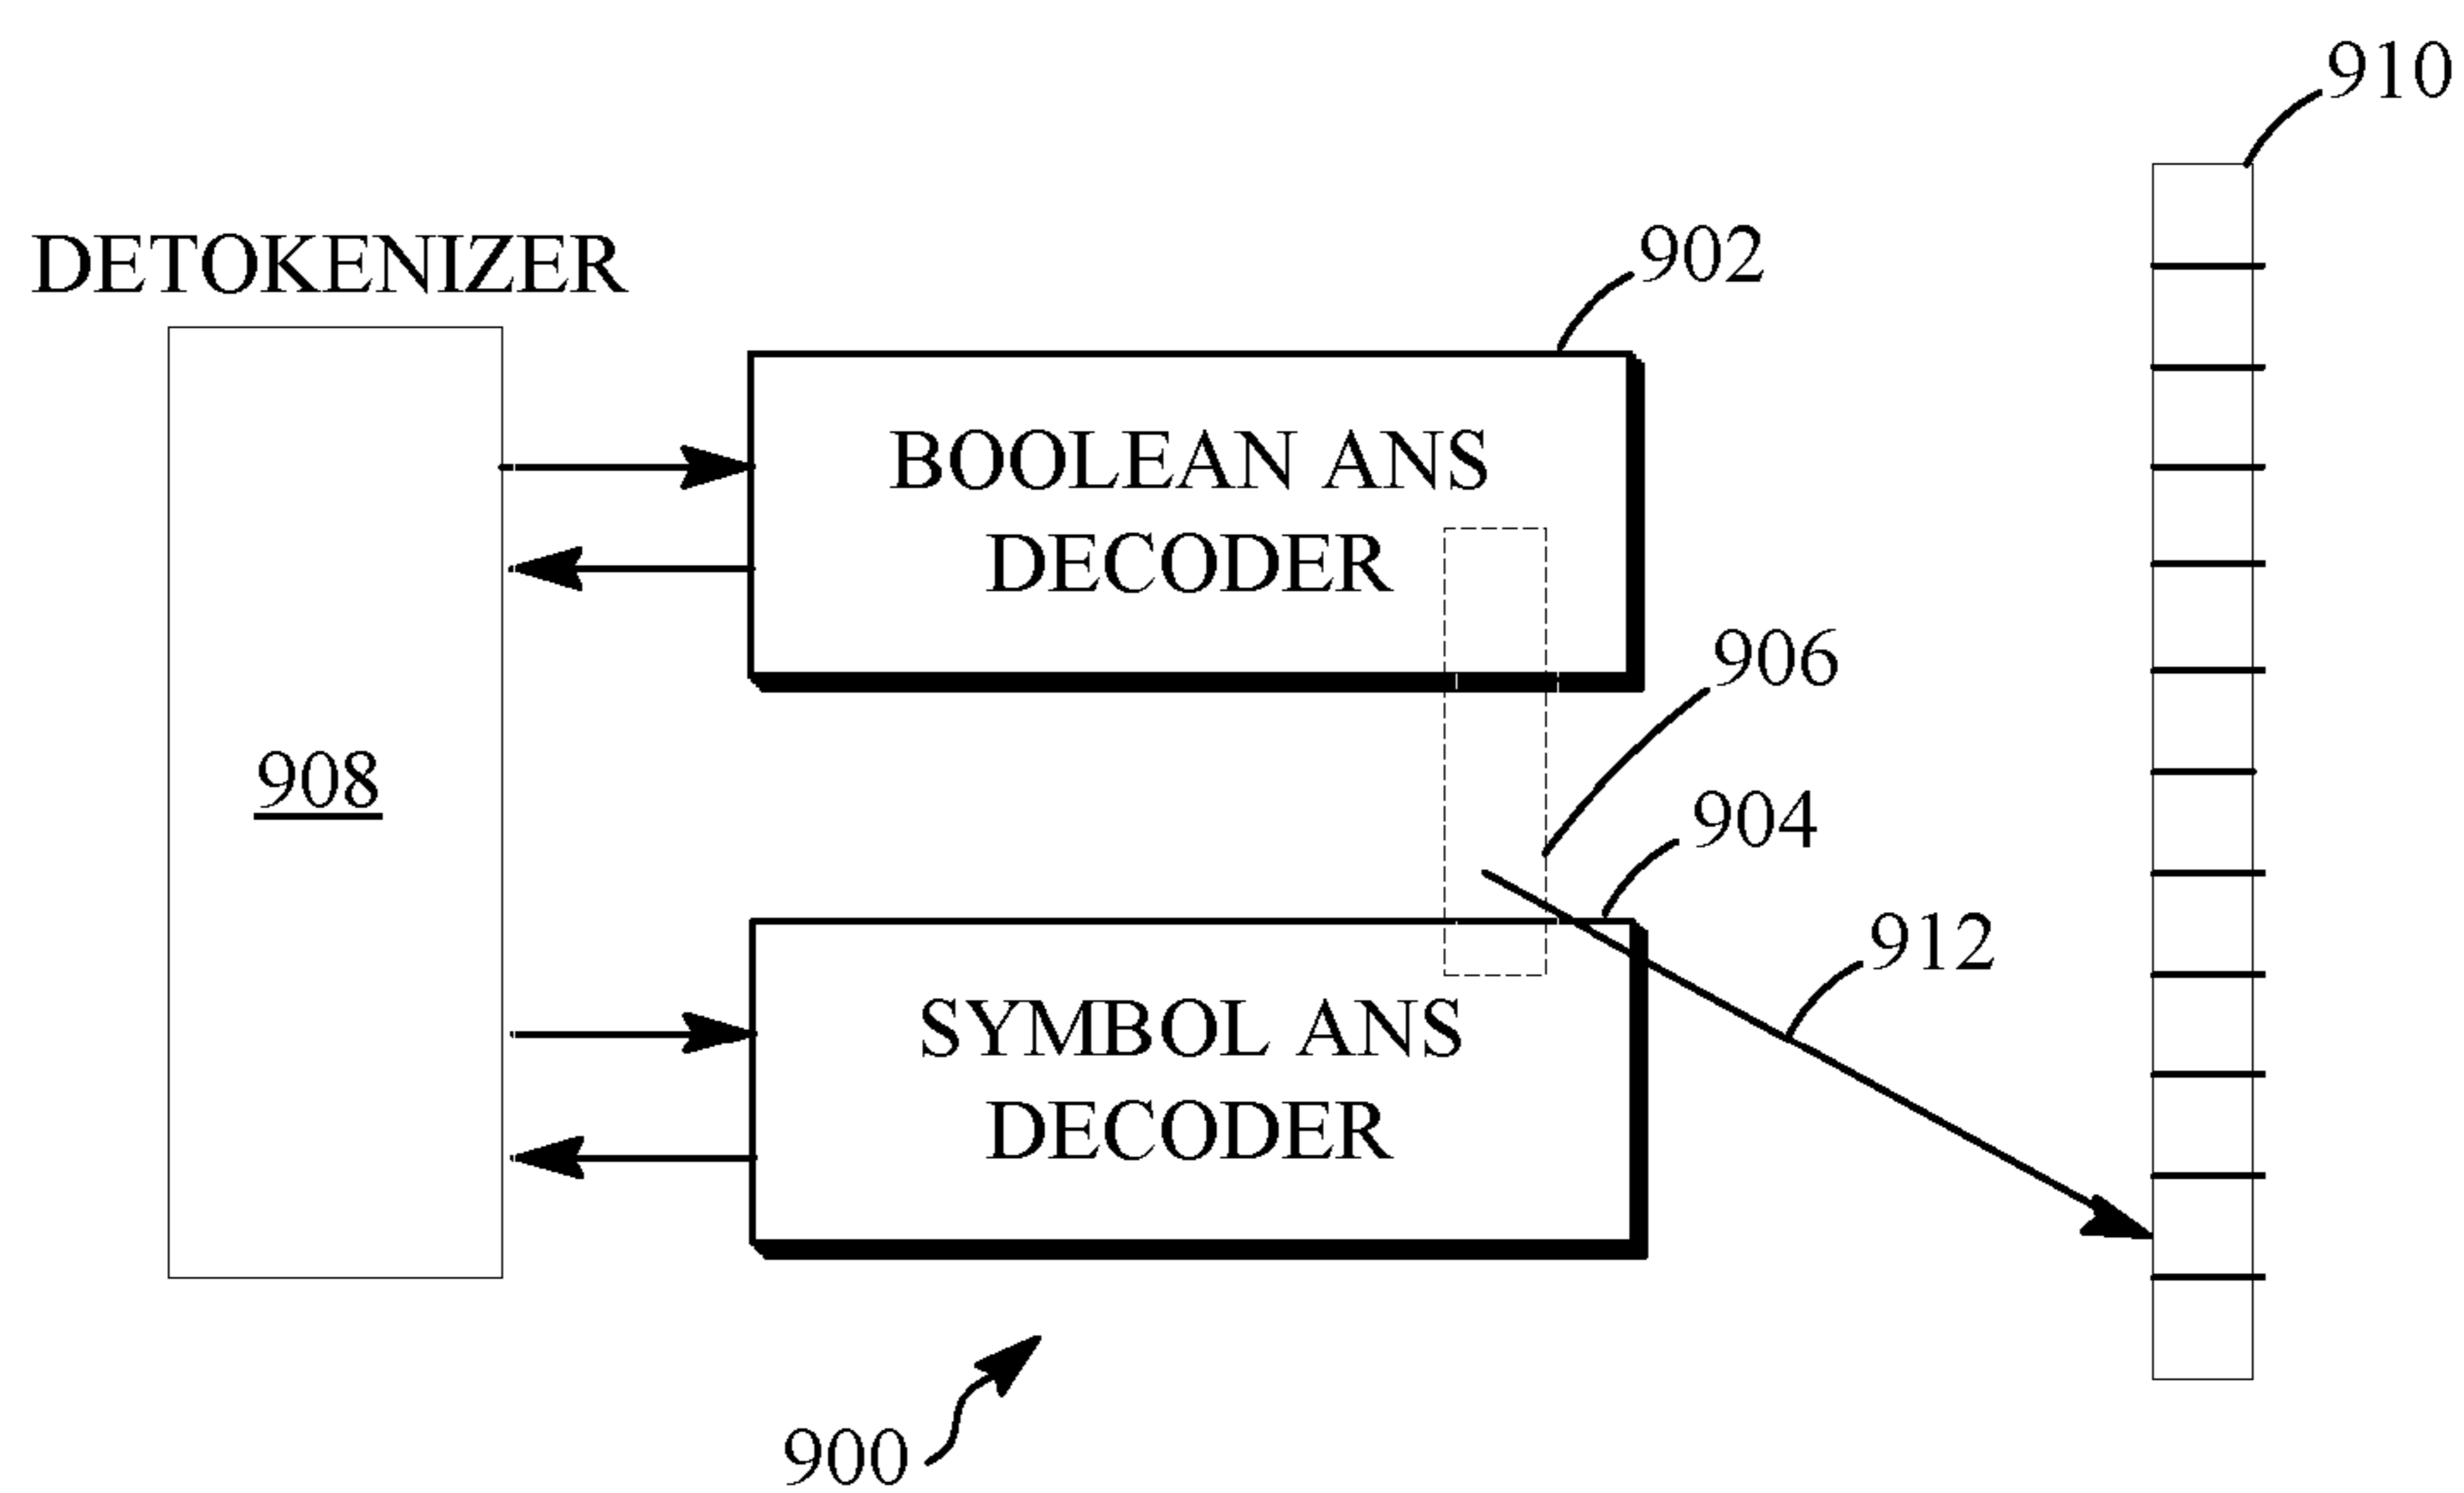 910
902
DETOKENIZER
BOOLEAN ANS
DECODER
906
908
904
912
SYMBOL ANS
DECODER
900